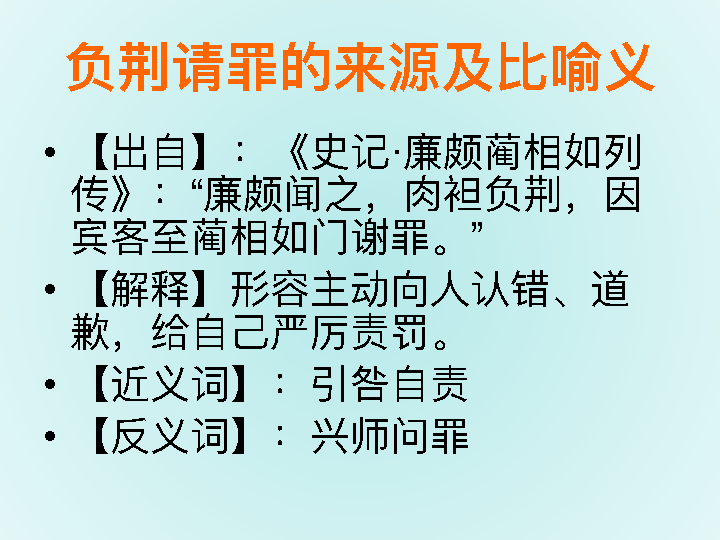 负荆请罪的来源及比喻义
• 【出自】：《史记·廉颇蔺相如列
传》：“廉颇闻之，肉袒负荆，因
宾客至蔺相如门谢罪。”
• 【解释】形容主动向人认错、道
歉，给自己严厉责罚。
• 【近义词】：引咎自责
• 【反义词】：兴师问罪